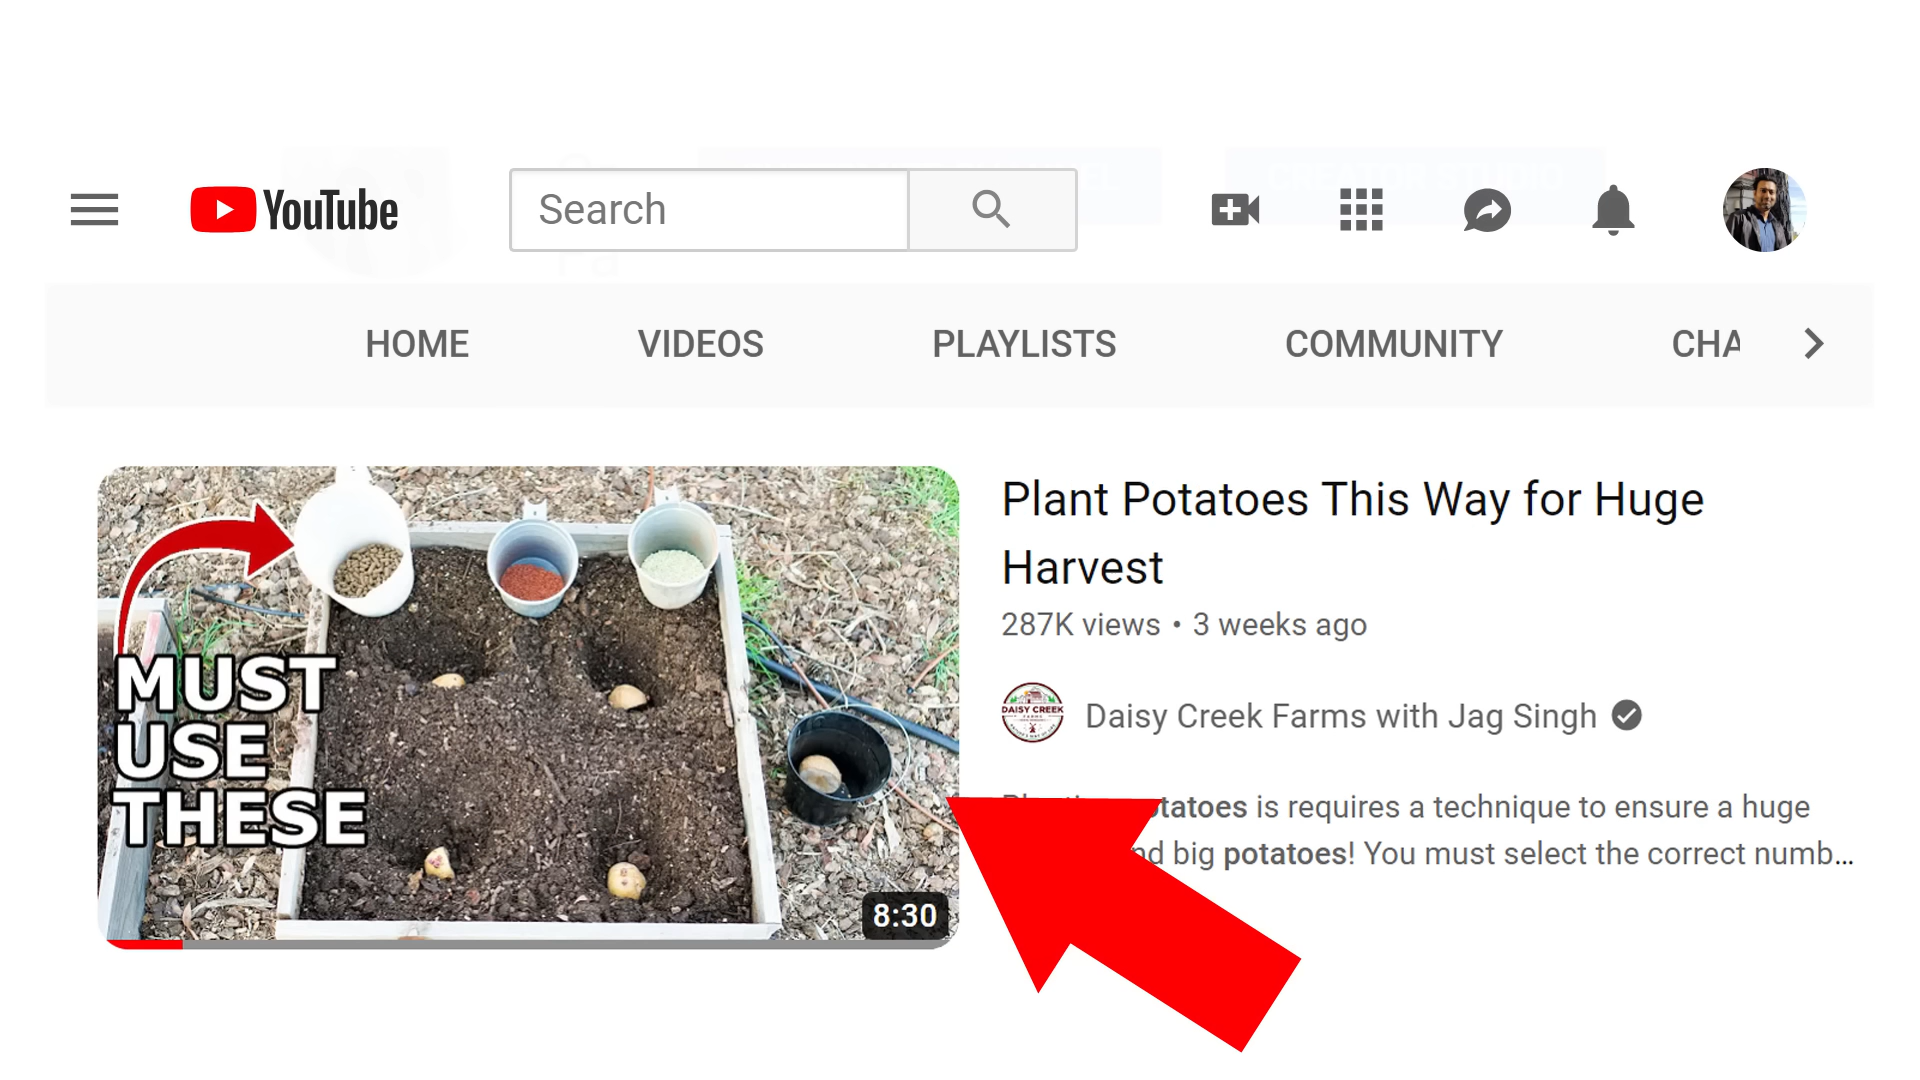 YouTube
Search
HOME VIDEOS PLAYLISTS COMMUNITY CHA
MUST
USE
THESE
8:30
Plant Potatoes This Way for Huge
Harvest
287K views • 3 weeks ago
DAISY CREEK
FARMS
Daisy Creek Farms with Jag Singh
is requires a technique to ensure a huge
big potatoes! You must select the correct numb...